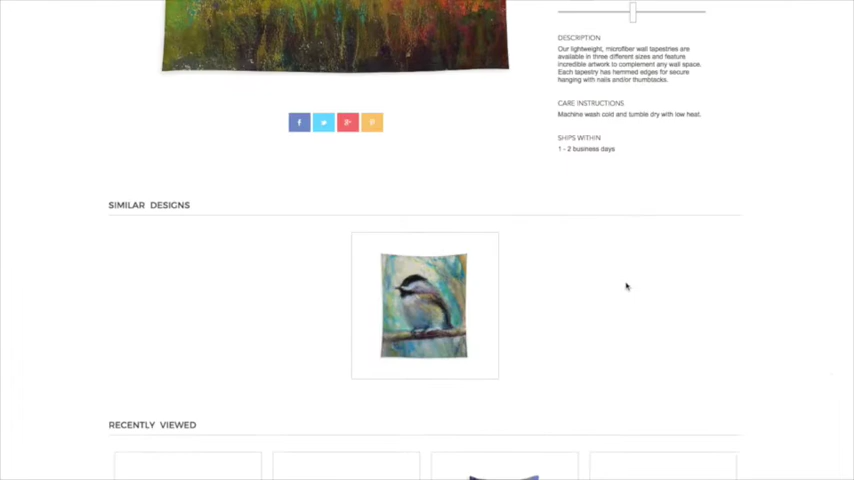 DESCRIPTION
Our lightweight, microfiber wall tapestries are
available in three different sizes and feature
incredible artwork to complement any wall space.
Each tapestry has hemmed edges for secure
hanging with nails and/or thumbtacks.
CARE INSTRUCTIONS
Machine wash cold and tumble dry with low heat.
SHIPS WITHIN
1 - 2 business days
SIMILAR DESIGNS
RECENTLY VIEWED